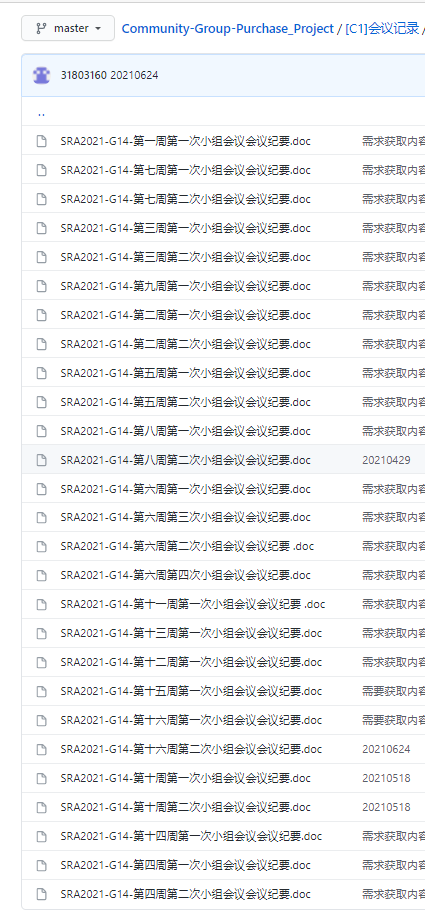 master Community-Group-Purchase_Project / [C1]会议记录 /
31803160 20210624
..
SRA2021-G14-第一周第一次小组会议会议纪要.doc 需求获取内容
SRA2021-G14-第七周第一次小组会议会议纪要.doc 需求获取内容
SRA2021-G14-第七周第二次小组会议会议纪要.doc 需求获取内容
SRA2021-G14-第三周第一次小组会议会议纪要.doc 需求获取内容
SRA2021-G14-第三周第二次小组会议会议纪要.doc 需求获取内容
SRA2021-G14-第九周第一次小组会议会议纪要.doc 需求获取内容
SRA2021-G14-第二周第一次小组会议会议纪要.doc 需求获取内容
SRA2021-G14-第二周第二次小组会议会议纪要.doc 需求获取内容
SRA2021-G14-第五周第一次小组会议会议纪要.doc 需求获取内容
SRA2021-G14-第五周第二次小组会议会议纪要.doc 需求获取内容
SRA2021-G14-第八周第一次小组会议会议纪要.doc 需求获取内容
SRA2021-G14-第八周第二次小组会议会议纪要.doc 20210429
SRA2021-G14-第六周第一次小组会议会议纪要.doc 需求获取内容
SRA2021-G14-第六周第三次小组会议会议纪要.doc 需求获取内容
SRA2021-G14-第六周第二次小组会议会议纪要 .doc 需求获取内容
SRA2021-G14-第六周第四次小组会议会议纪要.doc 需求获取内容
SRA2021-G14-第十一周第一次小组会议会议纪要 .doc 需求获取内容
SRA2021-G14-第十三周第一次小组会议会议纪要.doc 需求获取内容
SRA2021-G14-第十二周第一次小组会议会议纪要.doc 需求获取内容
SRA2021-G14-第十五周第一次小组会议会议纪要.doc 需要获取内容
SRA2021-G14-第十六周第一次小组会议会议纪要.doc 需要获取内容
SRA2021-G14-第十六周第二次小组会议会议纪要.doc 20210624
SRA2021-G14-第十周第一次小组会议会议纪要.doc 20210518
SRA2021-G14-第十周第二次小组会议会议纪要.doc 20210518
SRA2021-G14-第十四周第一次小组会议会议纪要.doc 需求获取内容
SRA2021-G14-第四周第一次小组会议会议纪要.doc 需求获取内容
SRA2021-G14-第四周第二次小组会议会议纪要.doc 需求获取内容